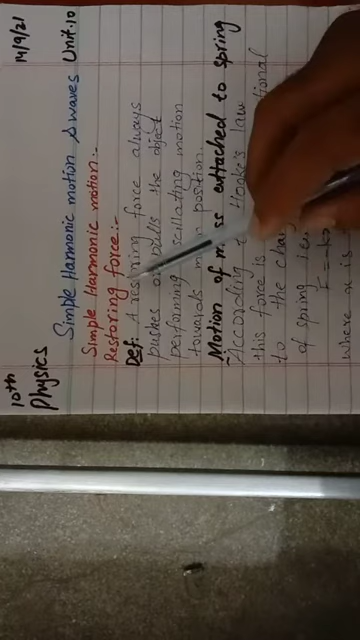 10th 14/9/21
Physics Unit.10
Simple Harmonic motion & waves
Simple Harmonic motion:-
Restoring force:-
Def: A restoring force always
pushes or pulls the object
performing oscillating motion
towards mean position.
Motion of mass attached to spring
According Hooke's law
this force is
to the
of spring i.e
F = -k
where x is